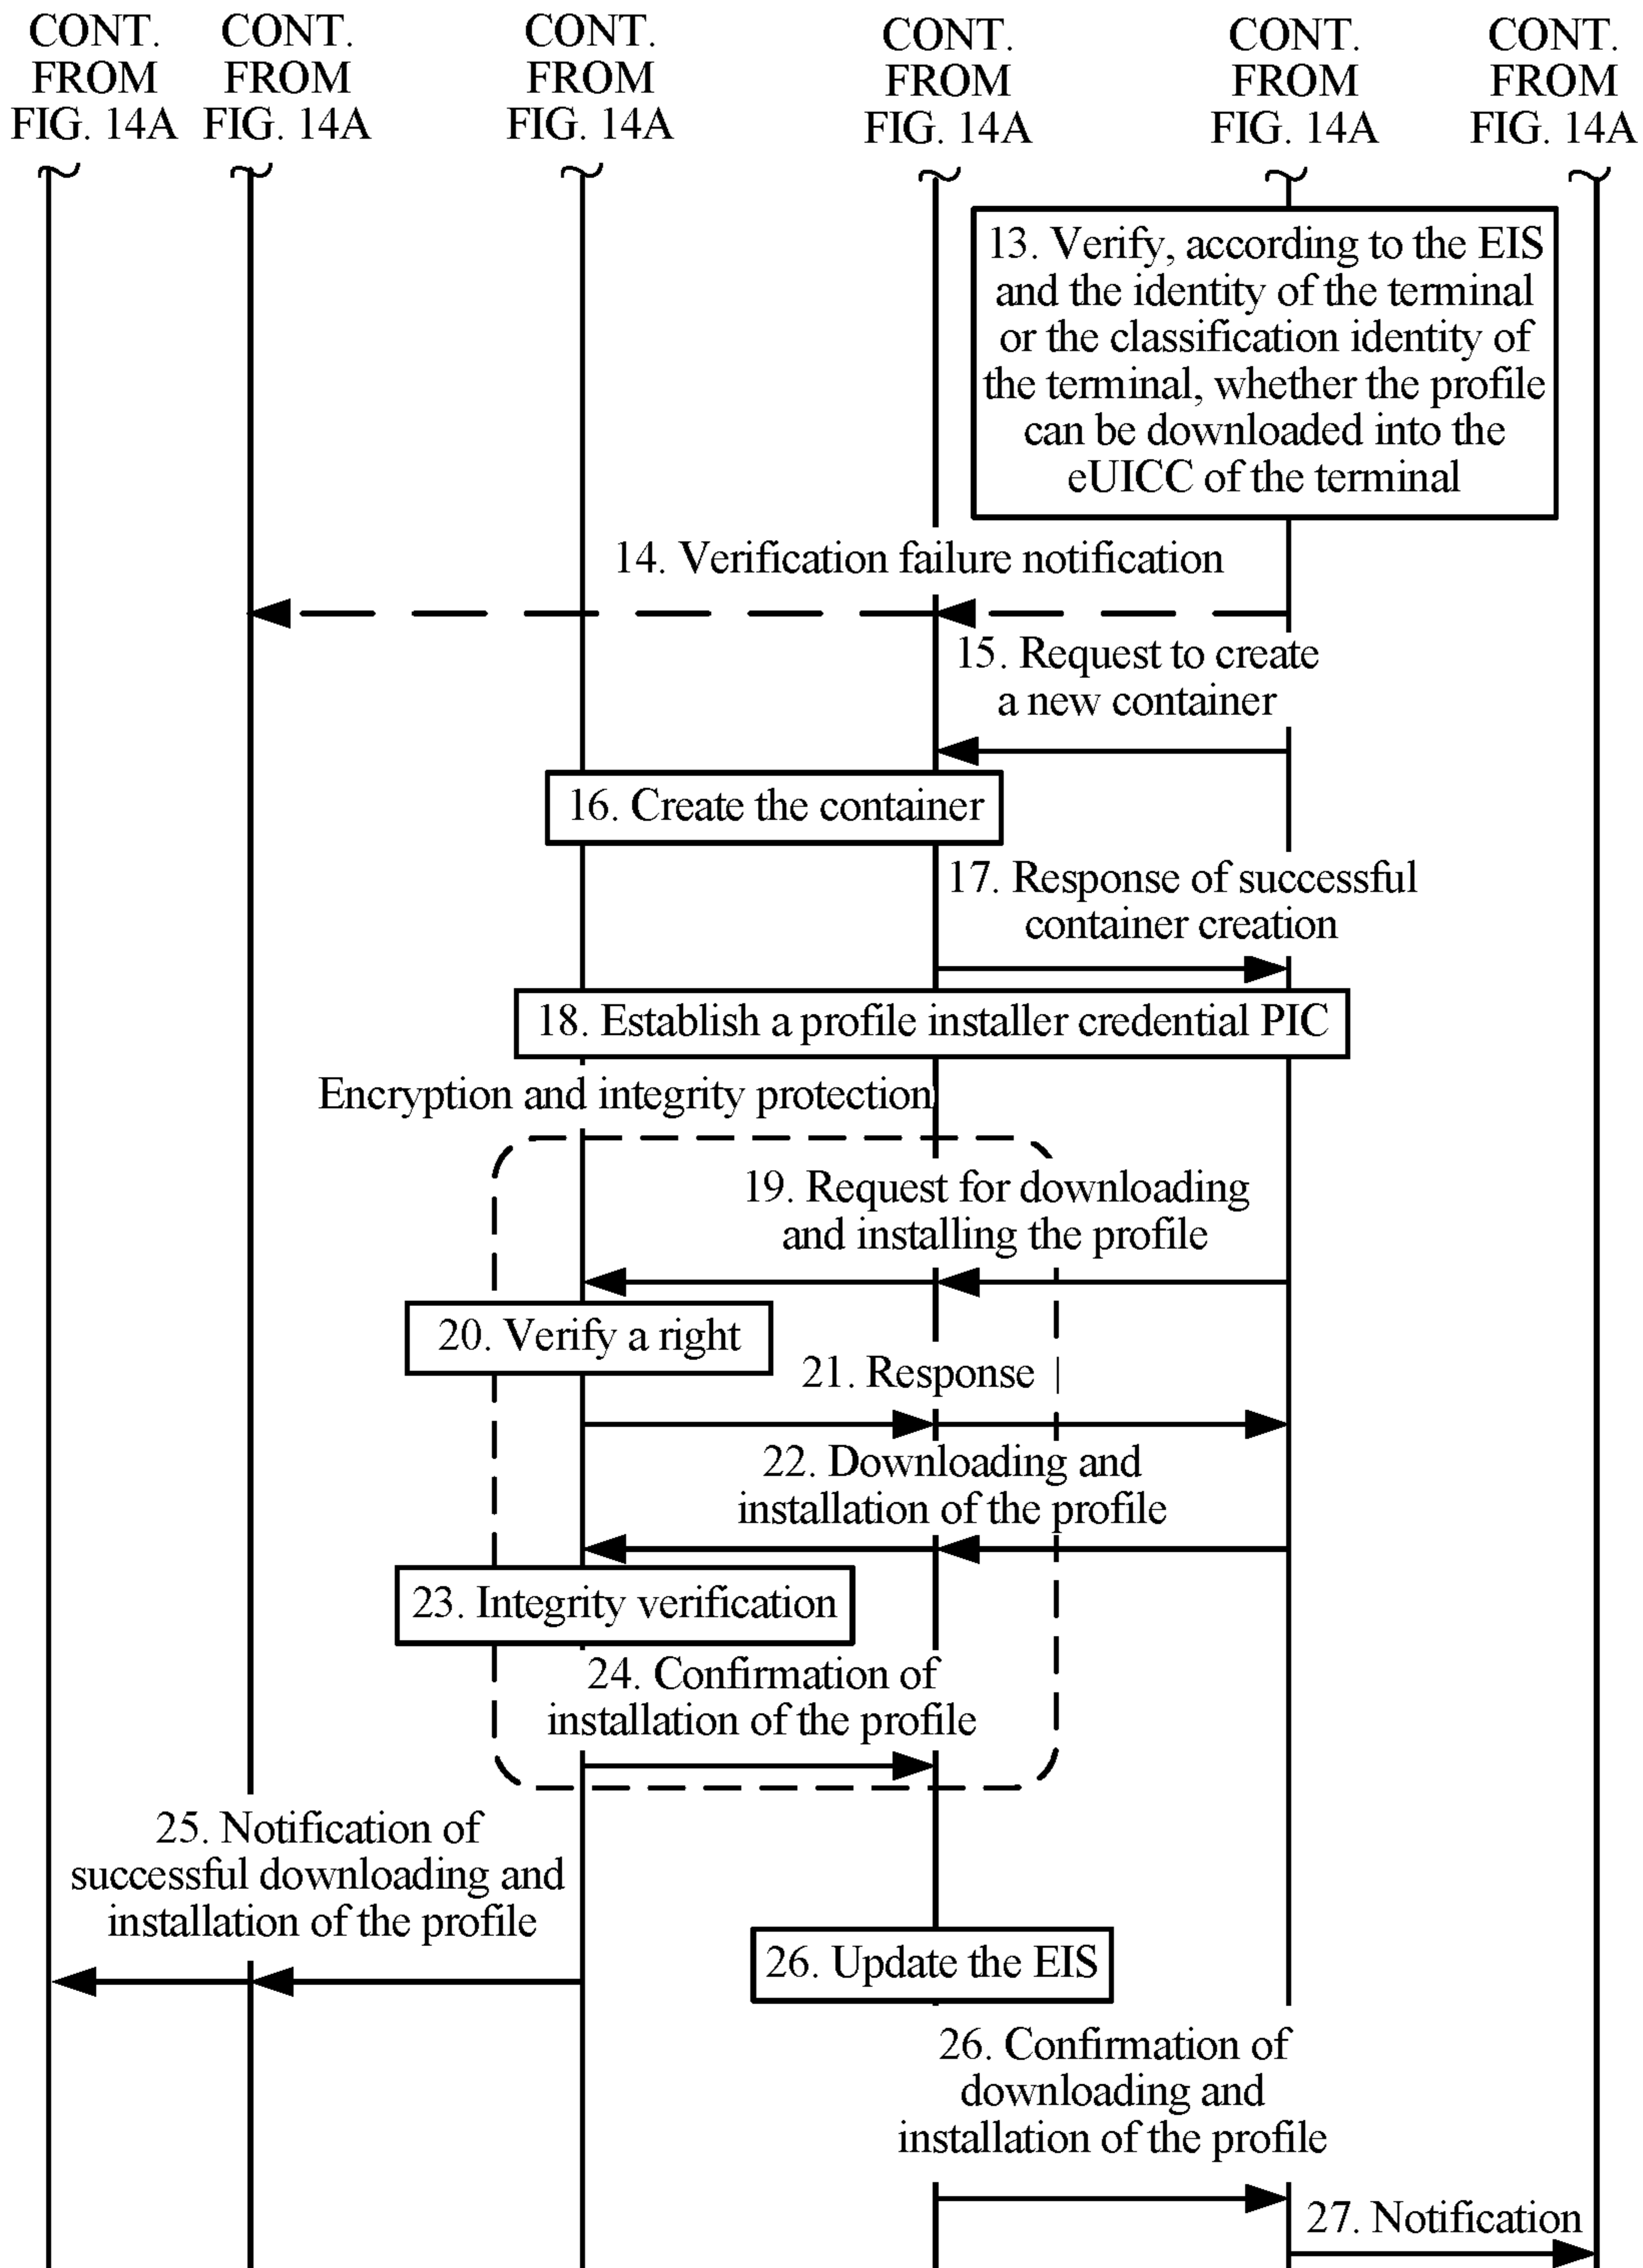 CONT.
FROM
FIG. 14A
CONT.
FROM
FIG. 14A
CONT.
FROM
FIG. 14A
CONT.
FROM
FIG. 14A
CONT.
FROM
FIG. 14A
CONT.
FROM
FIG. 14A
13. Verify, according to the EIS
and the identity of the terminal
or the classification identity of
the terminal, whether the profile
can be downloaded into the
eUICC of the terminal
14. Verification failure notification
15. Request to create
a new container
16. Create the container
17. Response of successful
container creation
18. Establish a profile installer credential PIC
Encryption and integrity protection
19. Request for downloading
and installing the profile
20. Verify a right
21. Response
22. Downloading and
installation of the profile
23. Integrity verification
24. Confirmation of
installation of the profile
25. Notification of
successful downloading and
installation of the profile
26. Update the EIS
26. Confirmation of
downloading and
installation of the profile
27. Notification